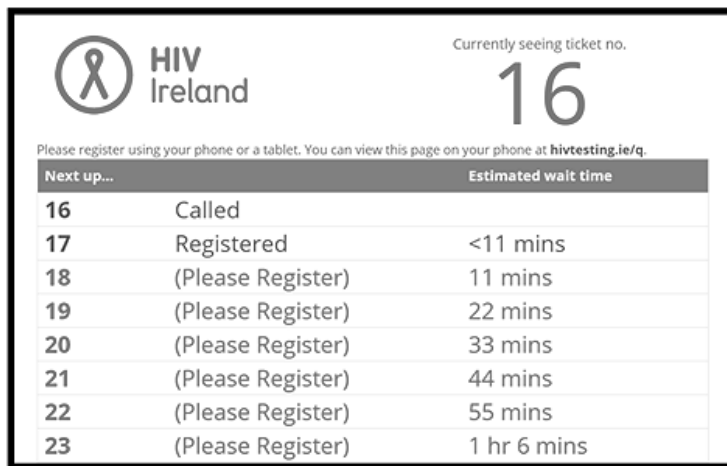 HIV
Ireland
Currently seeing ticket no.
16
Please register using your phone or a tablet. You can view this page on your phone at hivtesting.ie/q.
Next up... Estimated wait time
16 Called
17 Registered <11 mins
18 (Please Register) 11 mins
19 (Please Register) 22 mins
20 (Please Register) 33 mins
21 (Please Register) 44 mins
22 (Please Register) 55 mins
23 (Please Register) 1 hr 6 mins